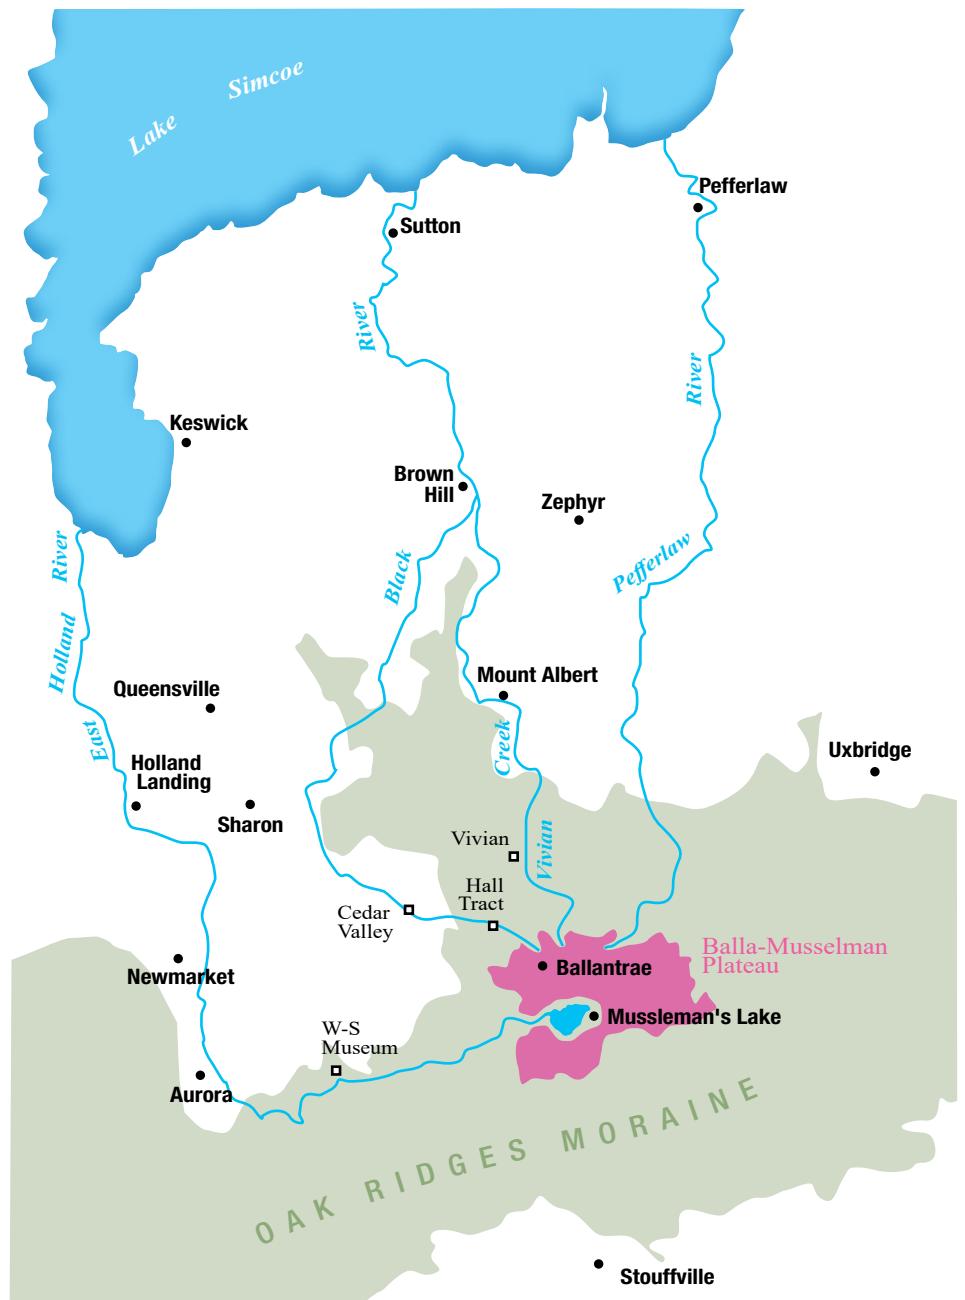 Lake Simcoe
Pefferlaw
Sutton
River
River
Keswick
Brown
Hill
Zephyr
River
Black
Pefferlaw
Holland
Mount Albert
Queensville
East
Creek
Uxbridge
Holland
Landing
Sharon
Vivian
Vivian
Hall
Tract
Cedar
Valley
Balla-Musselman
Plateau
Ballantrae
Newmarket
Mussleman's Lake
W-S
Museum
Aurora
OAK RIDGES MORAINE
Stouffville